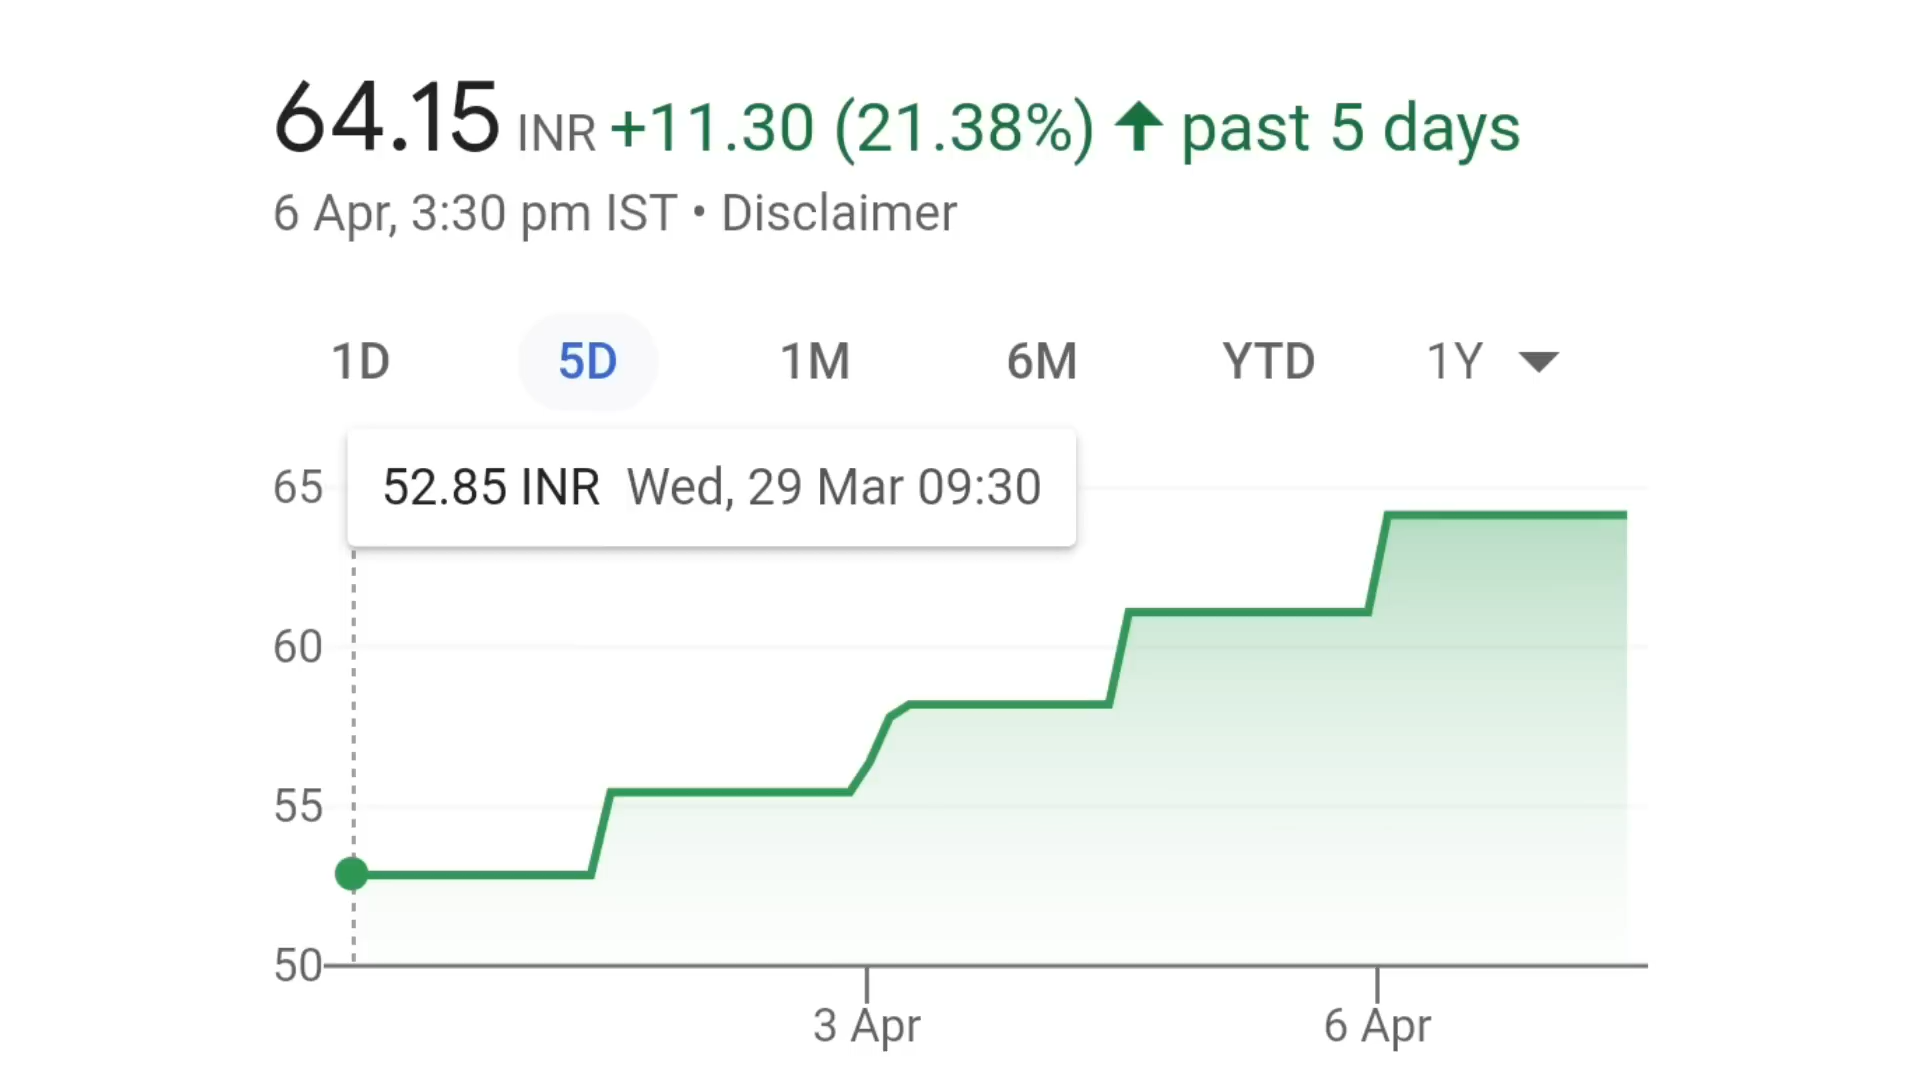 64.15 INR +11.30 (21.38%) ↑ past 5 days
6 Apr, 3:30 pm IST • Disclaimer
1D 5D 1M 6M YTD 1Y
52.85 INR Wed, 29 Mar 09:30
65
60
55
50
3 Apr 6 Apr